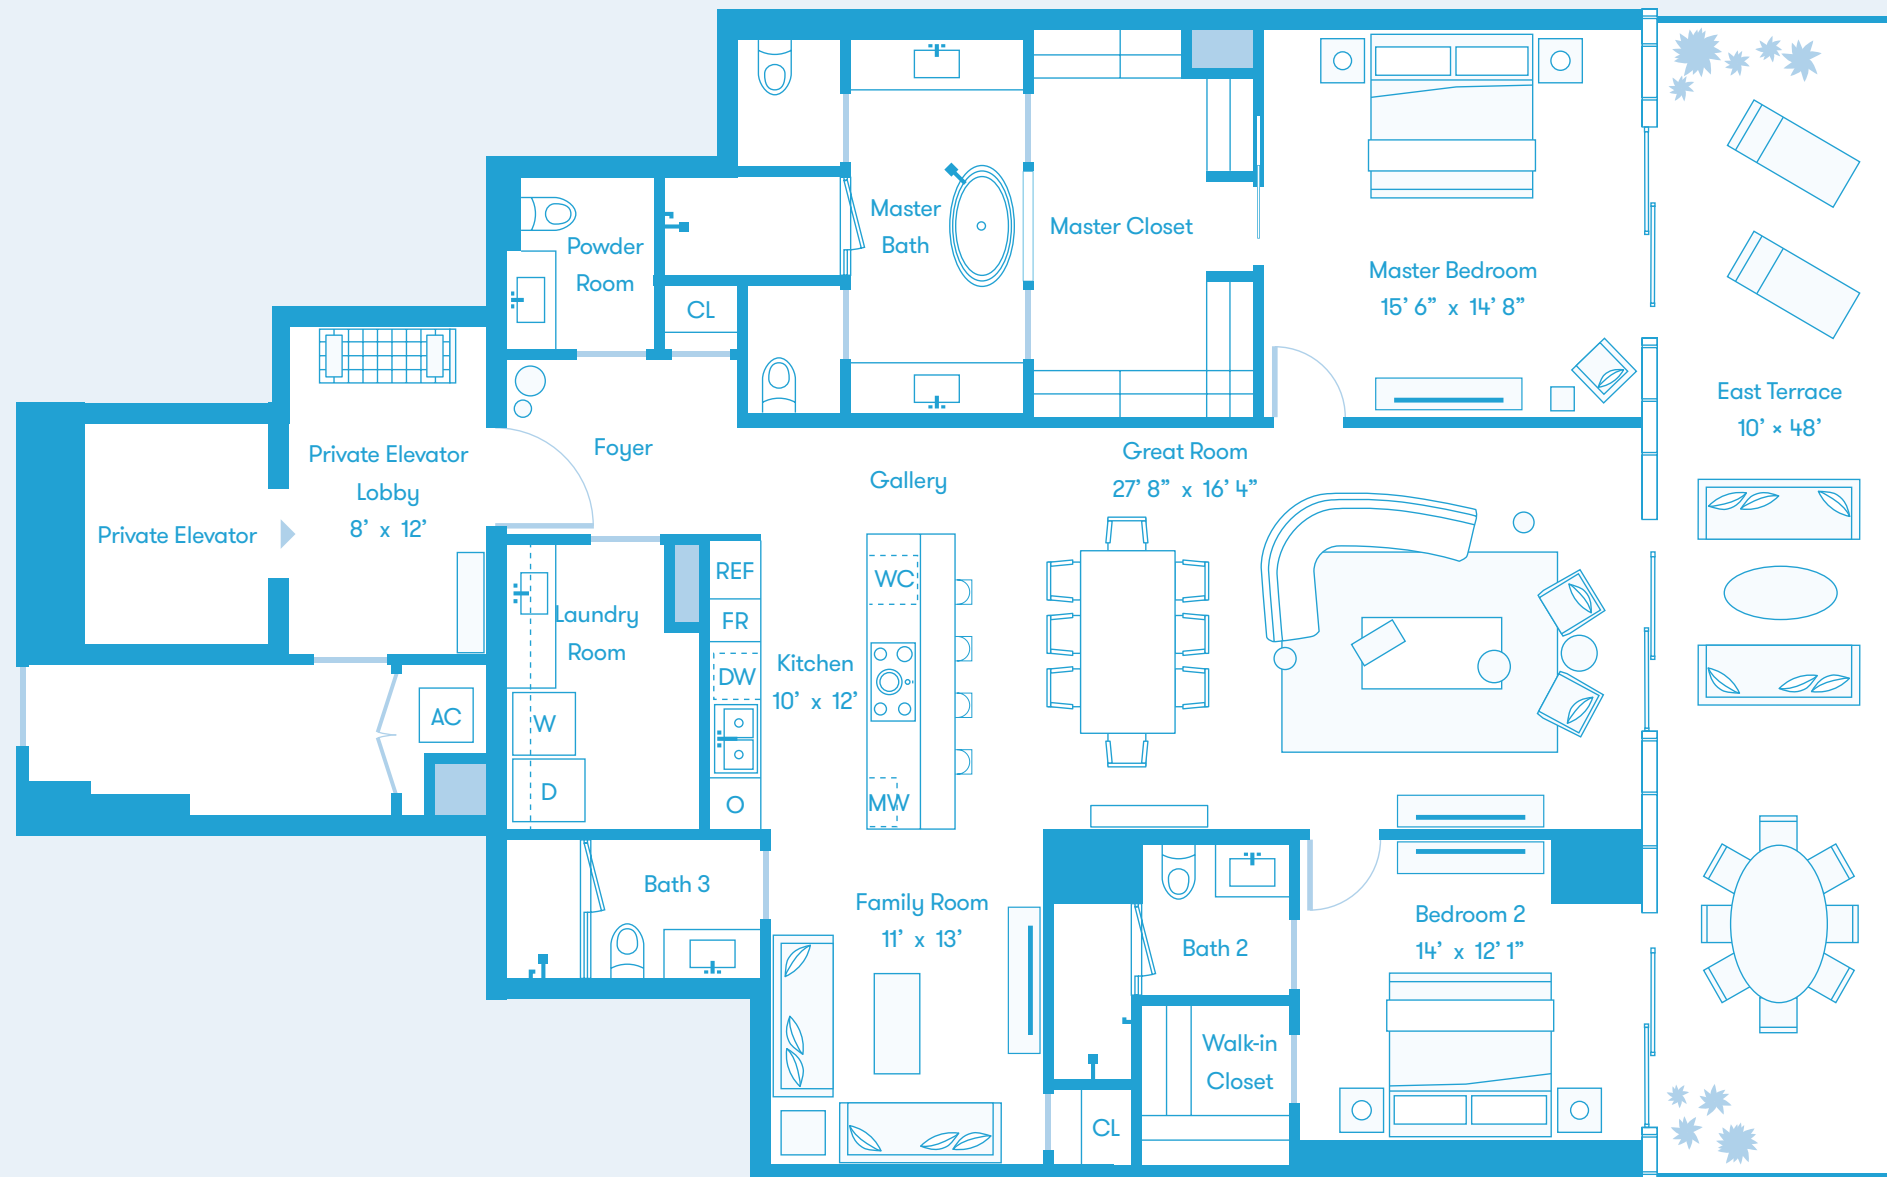 Master
Bath
Master Closet
Powder
Room
CL
Master Bedroom
15’ 6” x 14’ 8”
East Terrace
10’ × 48’
Private Elevator
Lobby
8’ x 12’
Foyer
Gallery
Great Room
27’ 8” x 16’ 4”
Private Elevator
REF
WC
FR
Laundry
Room
DW
Kitchen
10’ x 12’
AC
W
D
O
MW
Bath 3
Family Room
11’ x 13’
Bath 2
Bedroom 2
14’ x 12’ 1”
Walk-in
Closet
CL